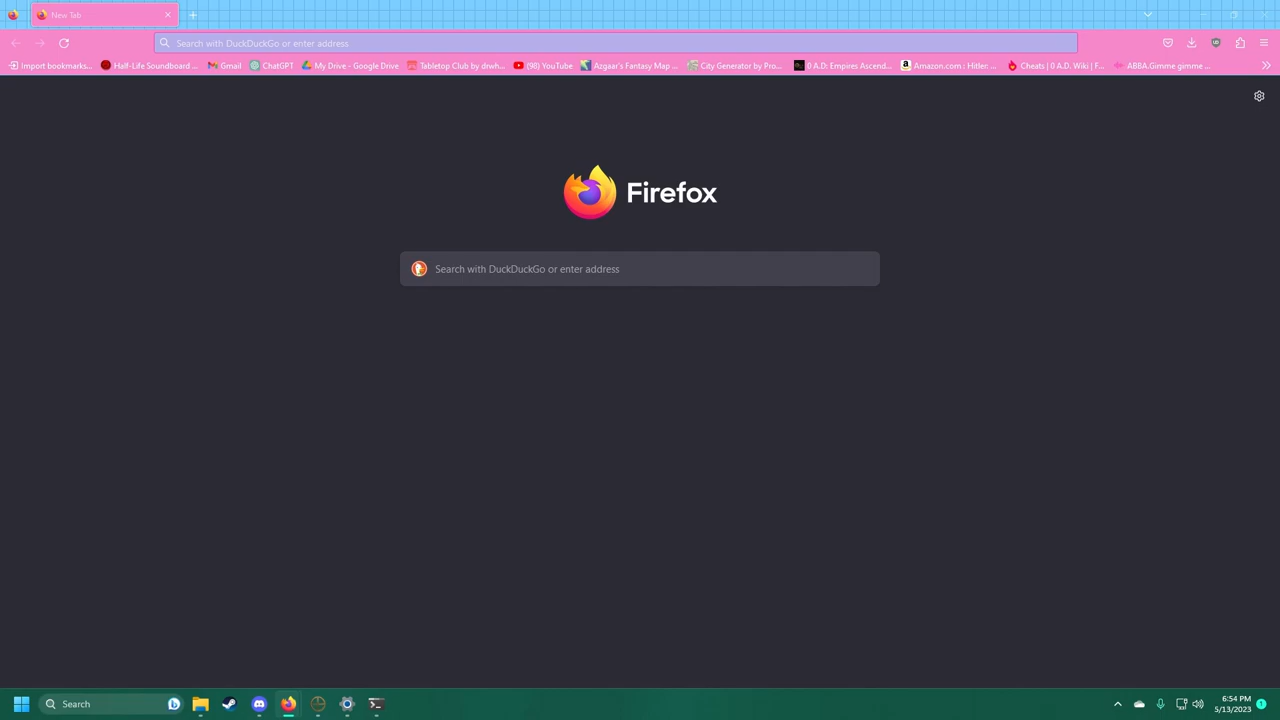 New Tab
Search with DuckDuckGo or enter address
Import bookmarks... Half-Life Soundboard ... Gmail ChatGPT My Drive - Google Drive Tabletop Club by drwh... (98) YouTube Azgaar's Fantasy Map ... City Generator by Pro... 0 A.D: Empires Ascend... Amazon.com : Hitler. ... Cheats | 0 A.D. Wiki | F... ABBA.Gimme gimme ...
Firefox
Search with DuckDuckGo or enter address
Search
6:54 PM
5/13/2023
1